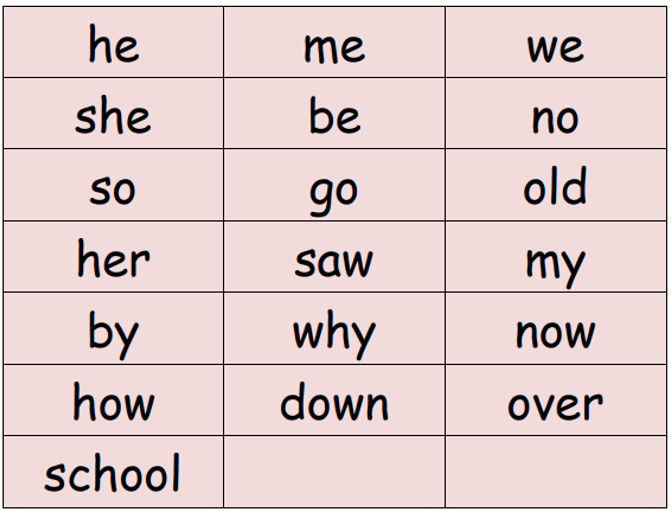 he me we
she be no
so go old
her saw my
by why now
how down over
school